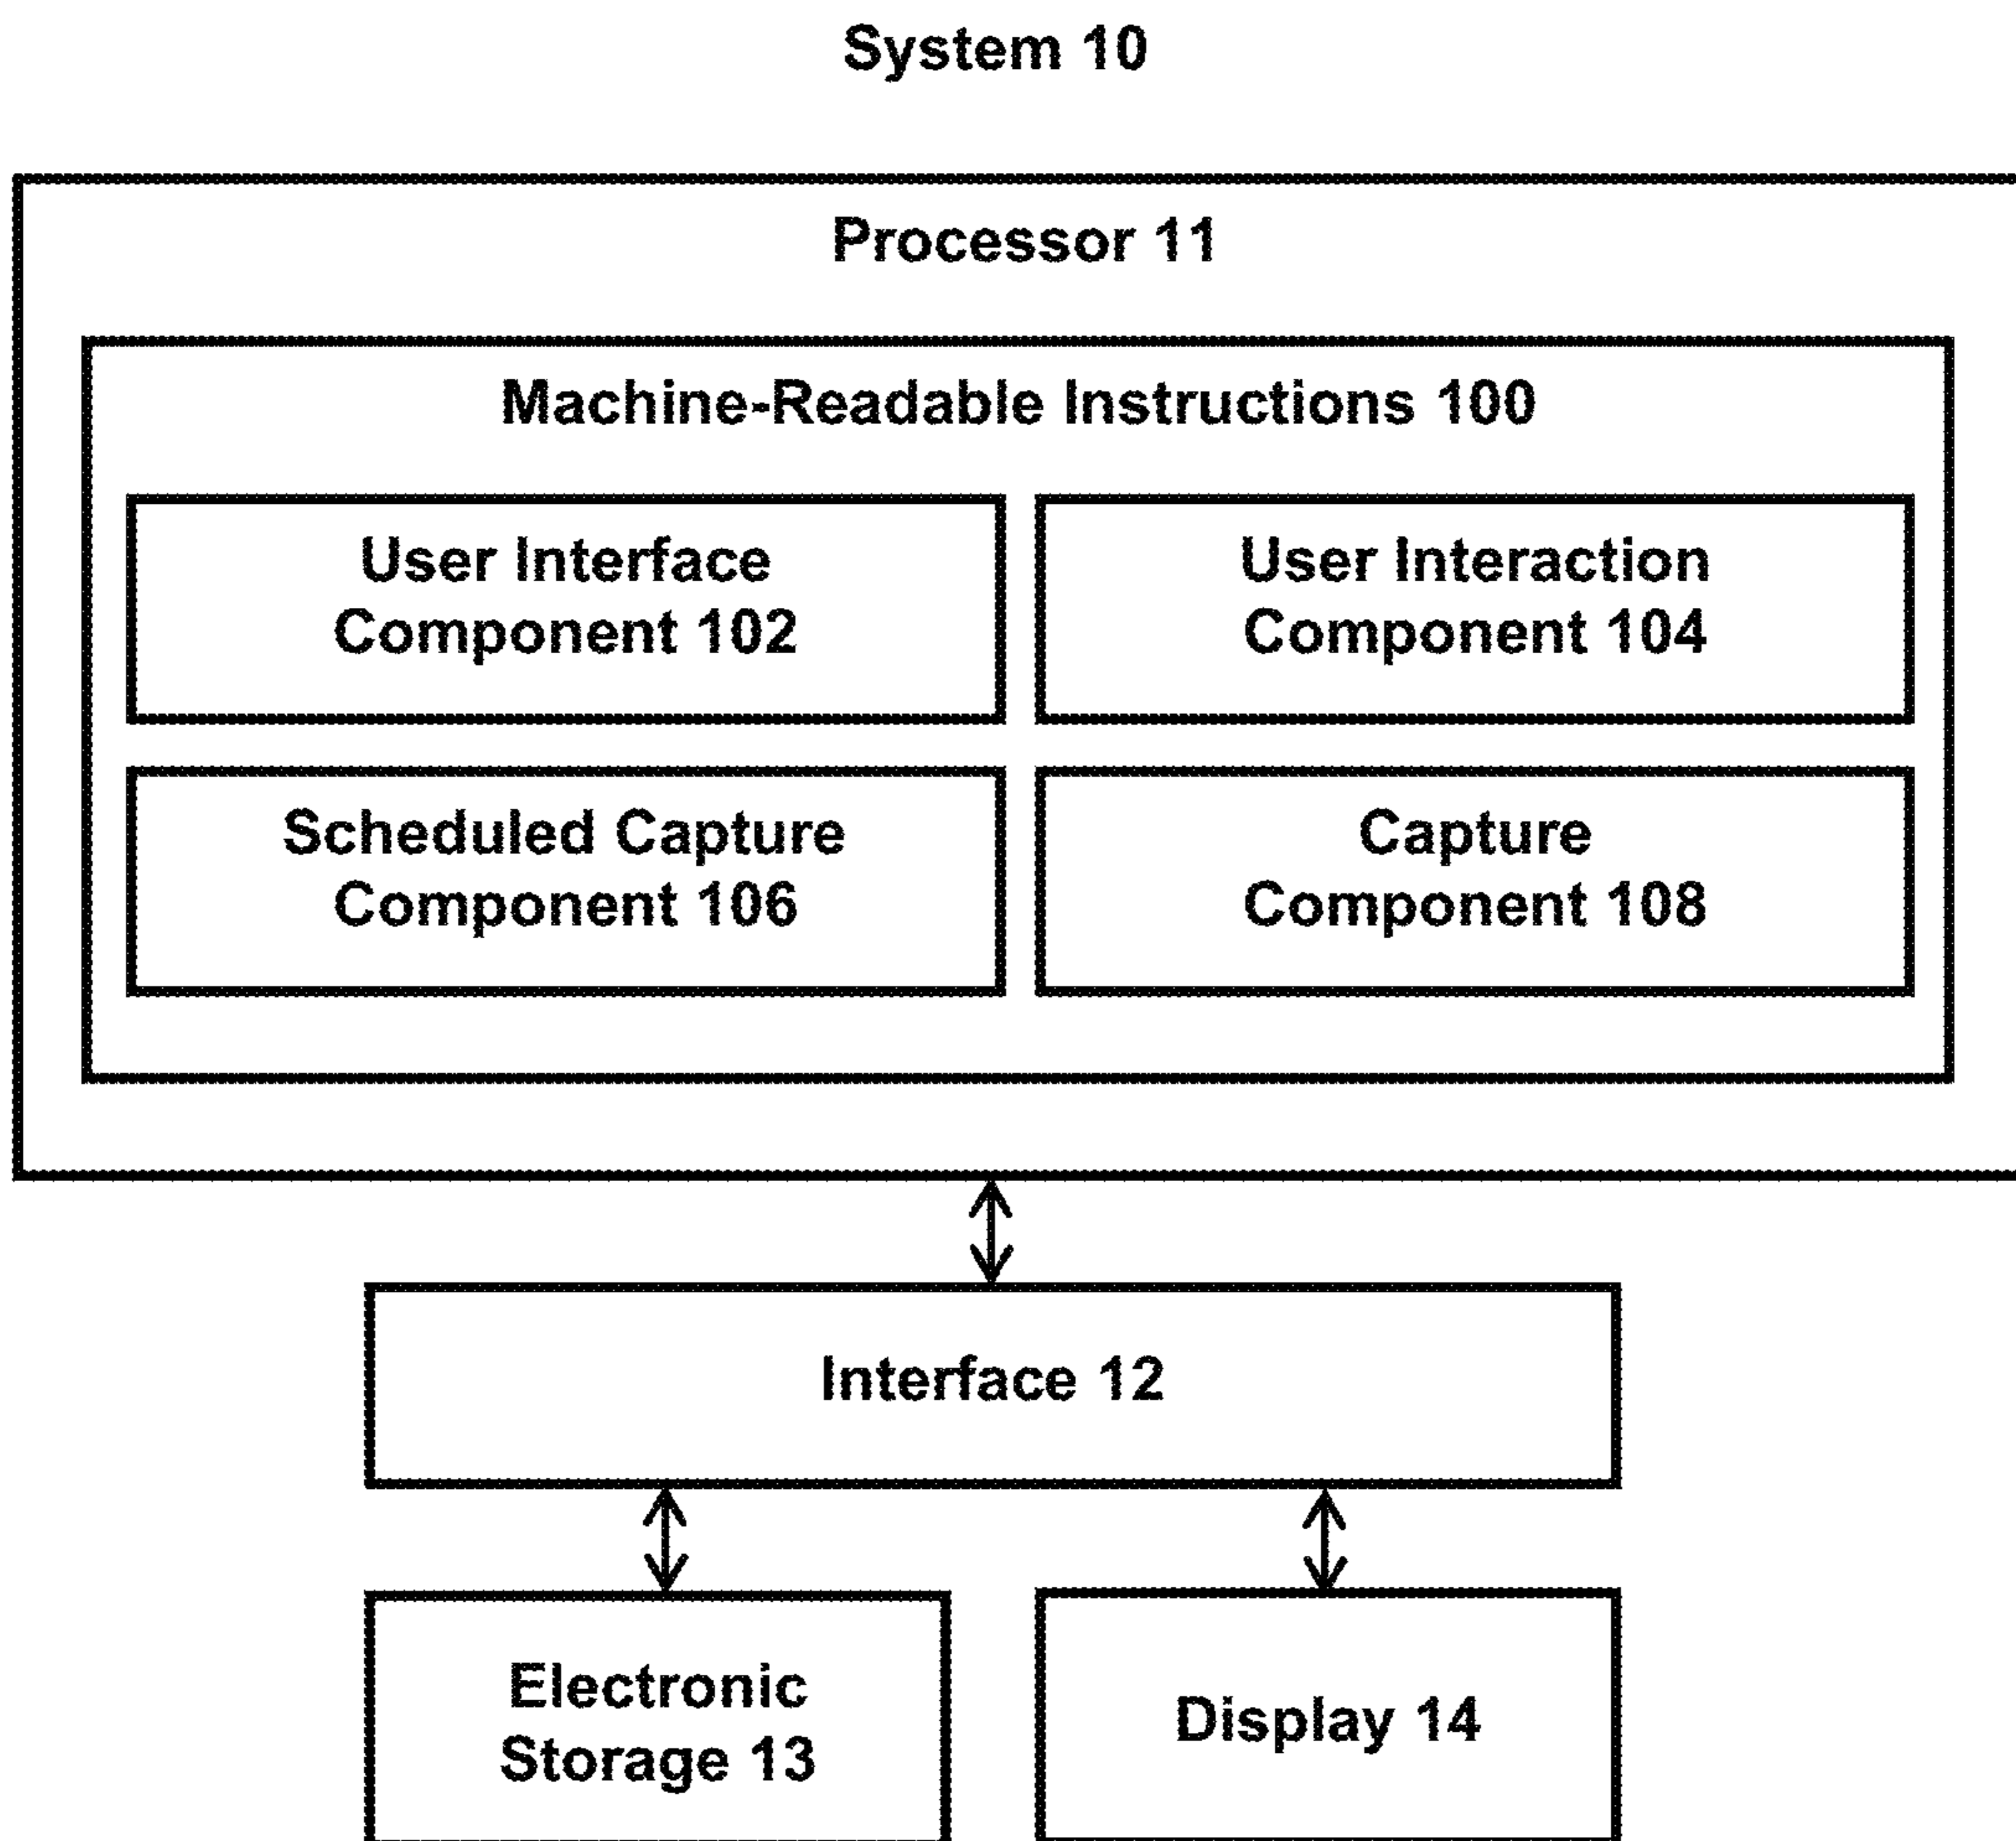 System 10
Processor 11
Machine-Readable Instructions 100
User Interface
Component 102
User Interaction
Component 104
Scheduled Capture
Component 106
Capture
Component 108
Interface 12
Electronic
Storage 13
Display 14